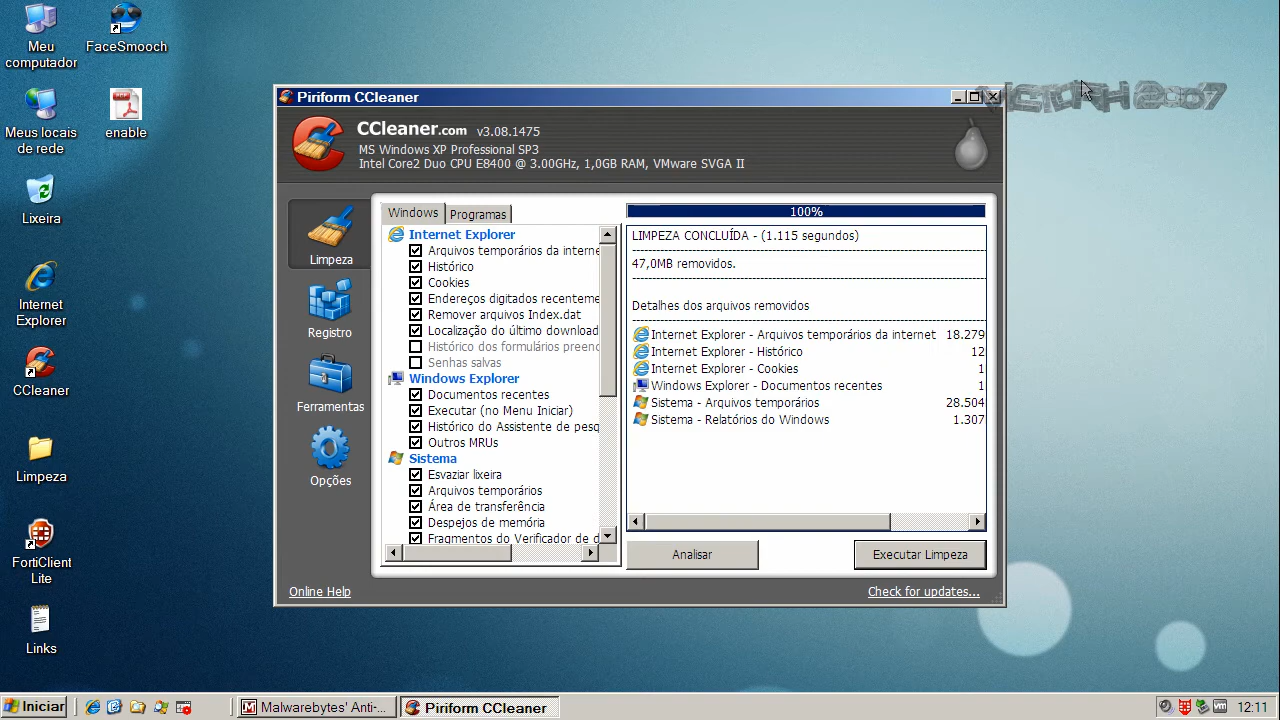 Meu
computador
FaceSmooch
Meus locais
de rede
enable
Lixeira
Internet
Explorer
CCleaner
Limpeza
FortiClient
Lite
Links
Piriform CCleaner
CCleaner.com v3.08.1475
MS Windows XP Professional SP3
Intel Core2 Duo CPU E8400 @ 3.00GHz, 1,0GB RAM, VMware SVGA II
Limpeza
Registro
Ferramentas
Opções
Windows
Programas
Internet Explorer
Arquivos temporários da interne
Histórico
Cookies
Endereços digitados recenteme
Remover arquivos Index.dat
Localização do último download
Histórico dos formulários preenc
Senhas salvas
Windows Explorer
Documentos recentes
Executar (no Menu Iniciar)
Histórico do Assistente de pesq
Outros MRUs
Sistema
Esvaziar lixeira
Arquivos temporários
Área de transferência
Despejos de memória
Fragmentos do Verificador de d
100%
LIMPEZA CONCLUÍDA - (1.115 segundos)
47,0MB removidos.
Detalhes dos arquivos removidos
Internet Explorer - Arquivos temporários da internet 18.279
Internet Explorer - Histórico 12
Internet Explorer - Cookies 1
Windows Explorer - Documentos recentes 1
Sistema - Arquivos temporários 28.504
Sistema - Relatórios do Windows 1.307
Analisar
Executar Limpeza
Online Help
Check for updates...
Iniciar
Malwarebytes' Anti-...
Piriform CCleaner
12:11